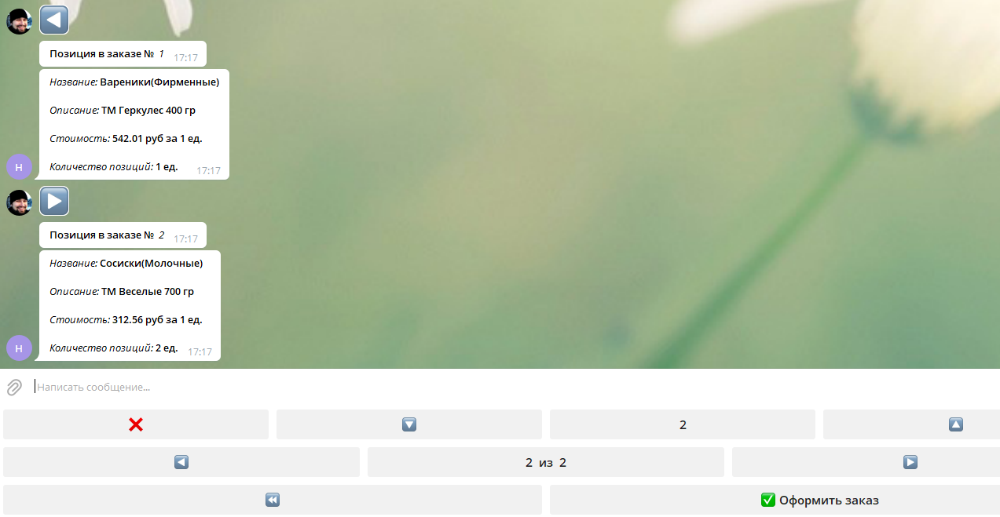 Позиция в заказе № 1 17:17
Название: Вареники(Фирменные)
Описание: ТМ Геркулес 400 гр
Стоимость: 542.01 руб за 1 ед.
Количество позиций: 1 ед. 17:17
Н
Позиция в заказе № 2 17:17
Название: Сосиски(Молочные)
Описание: ТМ Веселые 700 гр
Стоимость: 312.56 руб за 1 ед.
Количество позиций: 2 ед. 17:17
Н
Написать сообщение...
2
2 из 2
Оформить заказ